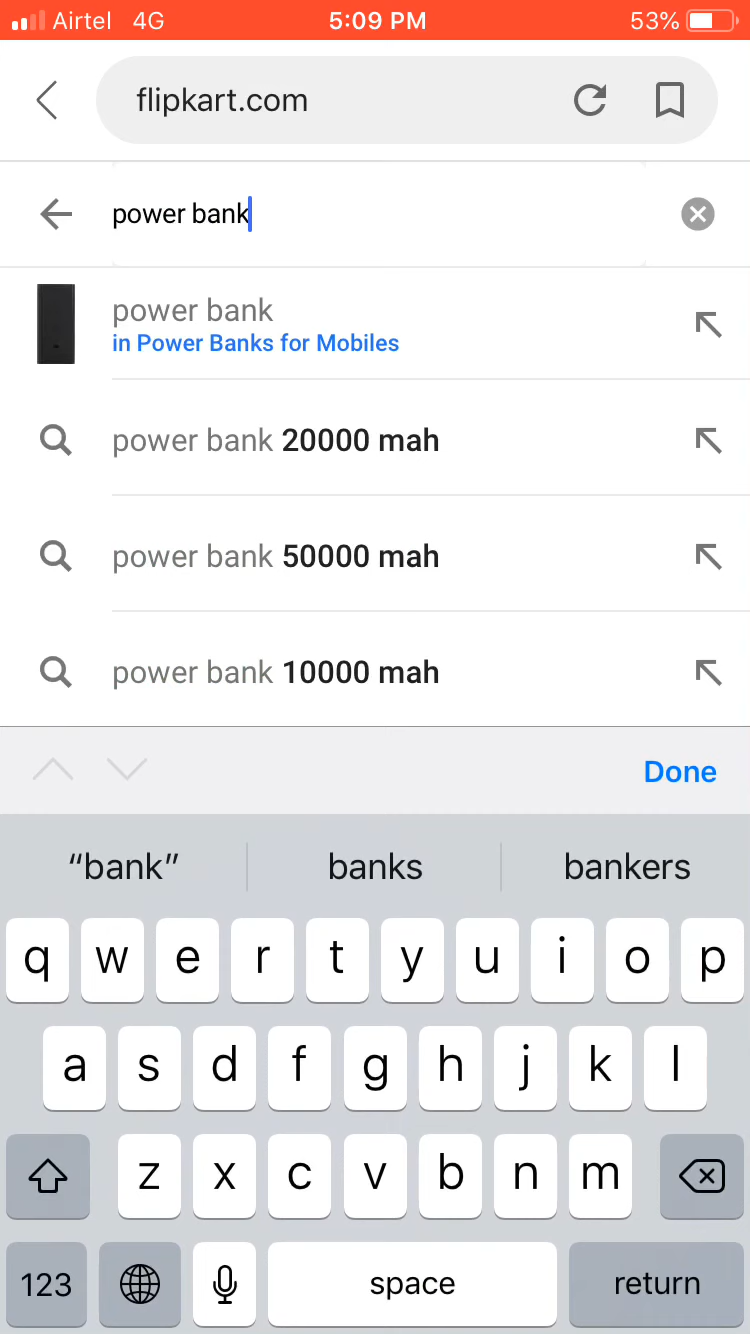 Airtel 4G 5:09 PM 53%
flipkart.com
power bank
power bank
in Power Banks for Mobiles
power bank 20000 mah
power bank 50000 mah
power bank 10000 mah
Done
“bank” banks bankers
q w e r t y u i o p
a s d f g h j k l
z x c v b n m
123 space return